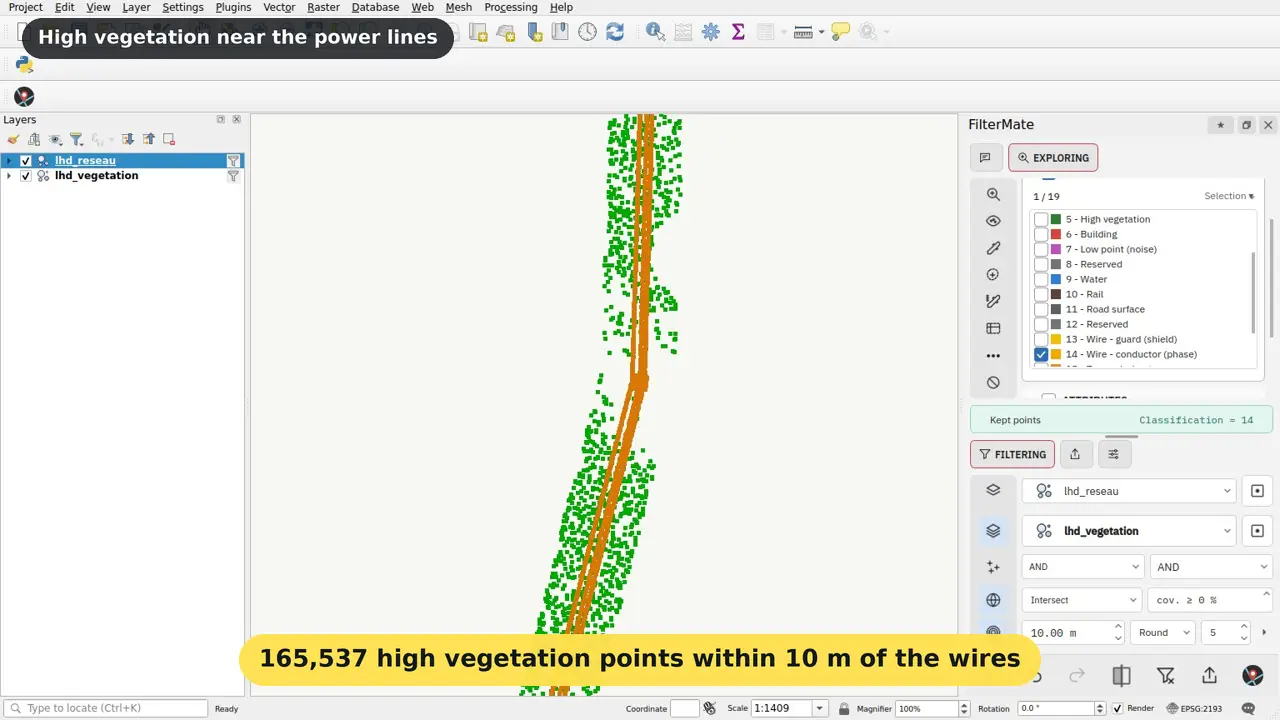 Project Edit View Layer Settings Plugins Vector Raster Database Web Mesh Processing Help
High vegetation near the power lines
Layers
FilterMate
lhd_reseau
lhd_vegetation
EXPLORING
1 / 19
Selection
5 - High vegetation
6 - Building
7 - Low point (noise)
8 - Reserved
9 - Water
10 - Rail
11 - Road surface
12 - Reserved
13 - Wire - guard (shield)
14 - Wire - conductor (phase)
Kept points Classification = 14
FILTERING
lhd_reseau
lhd_vegetation
AND AND
Intersect cov. ≥ 0 %
10.00 m Round 5
165,537 high vegetation points within 10 m of the wires
Type to locate (Ctrl+K) Ready Coordinate Scale 1:1409 Magnifier 100% Rotation 0.0 ° Render EPSG:2193